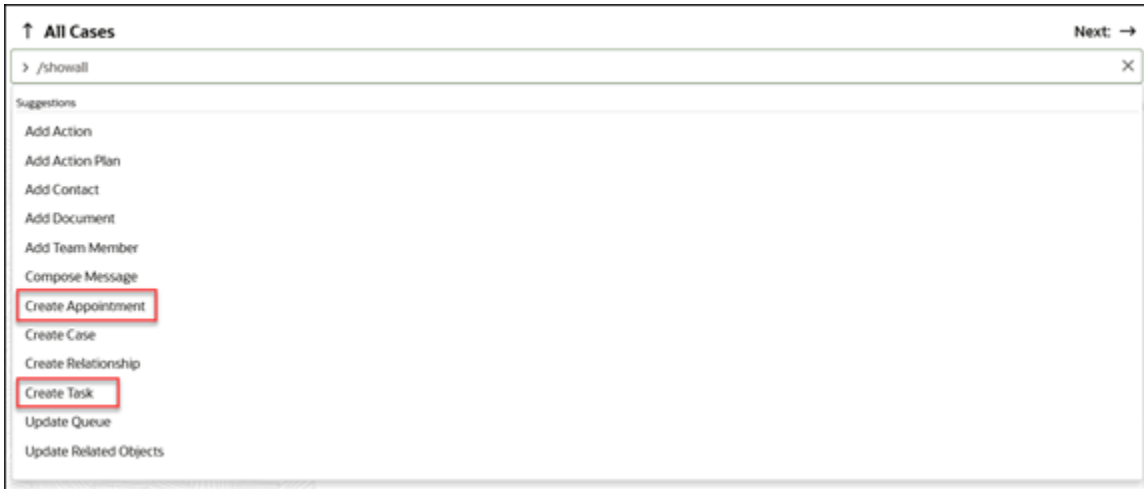 ↑ All Cases
Next: →
> /showall ×
Suggestions
Add Action
Add Action Plan
Add Contact
Add Document
Add Team Member
Compose Message
Create Appointment
Create Case
Create Relationship
Create Task
Update Queue
Update Related Objects